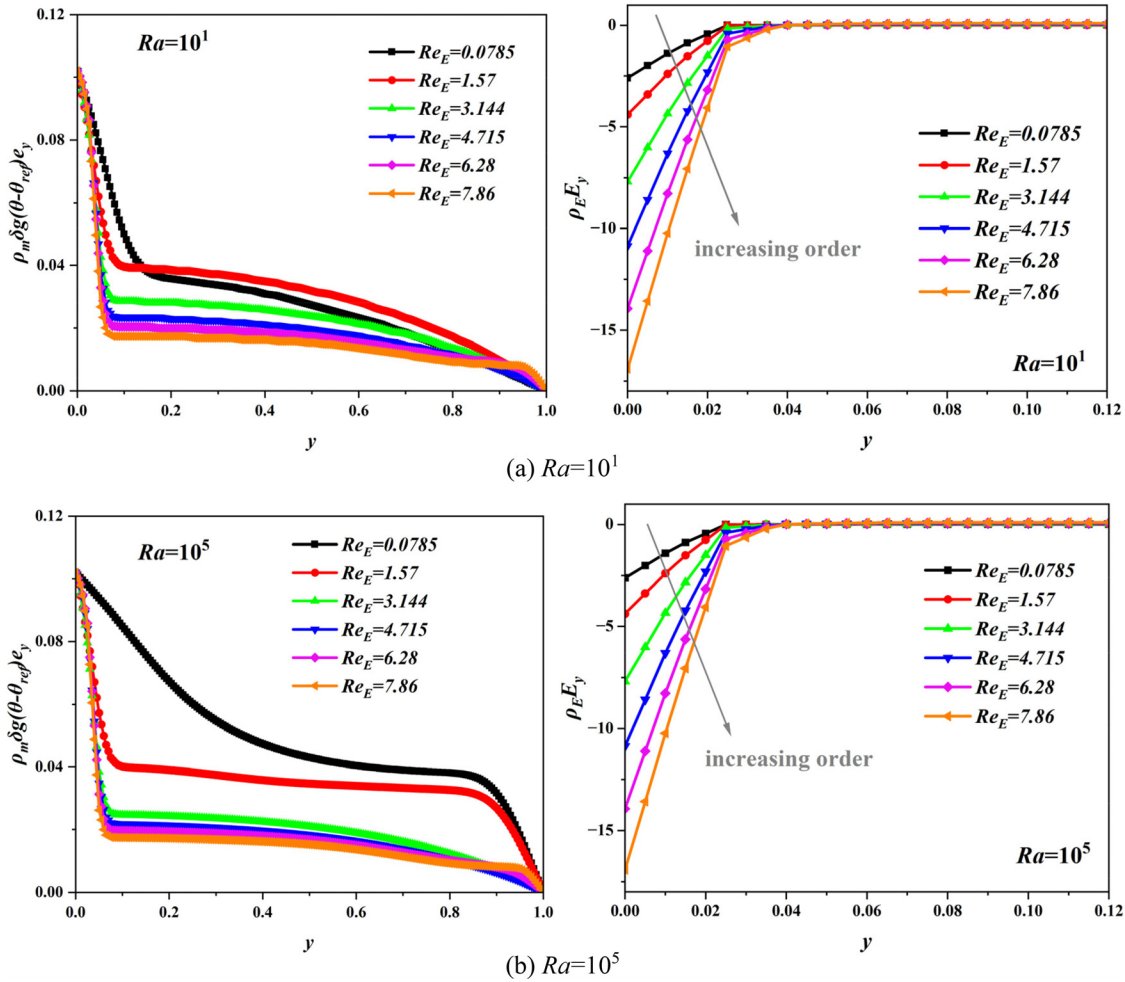 Ra=10¹
Re_E=0.0785
Re_E=1.57
Re_E=3.144
Re_E=4.715
Re_E=6.28
Re_E=7.86
0.12
0.08
0.04
0.00
ρ_mδg(θ-θ_ref)e_y
0.0 0.2 0.4 0.6 0.8 1.0
y
0
−5
−10
−15
ρ_E E_y
Re_E=0.0785
Re_E=1.57
Re_E=3.144
Re_E=4.715
Re_E=6.28
Re_E=7.86
increasing order
Ra=10¹
0.00 0.02 0.04 0.06 0.08 0.10 0.12
y
(a) Ra=10¹
Ra=10⁵
Re_E=0.0785
Re_E=1.57
Re_E=3.144
Re_E=4.715
Re_E=6.28
Re_E=7.86
0.12
0.08
0.04
0.00
ρ_mδg(θ-θ_ref)e_y
0.0 0.2 0.4 0.6 0.8 1.0
y
0
−5
−10
−15
ρ_E E_y
Re_E=0.0785
Re_E=1.57
Re_E=3.144
Re_E=4.715
Re_E=6.28
Re_E=7.86
increasing order
Ra=10⁵
0.00 0.02 0.04 0.06 0.08 0.10 0.12
y
(b) Ra=10⁵